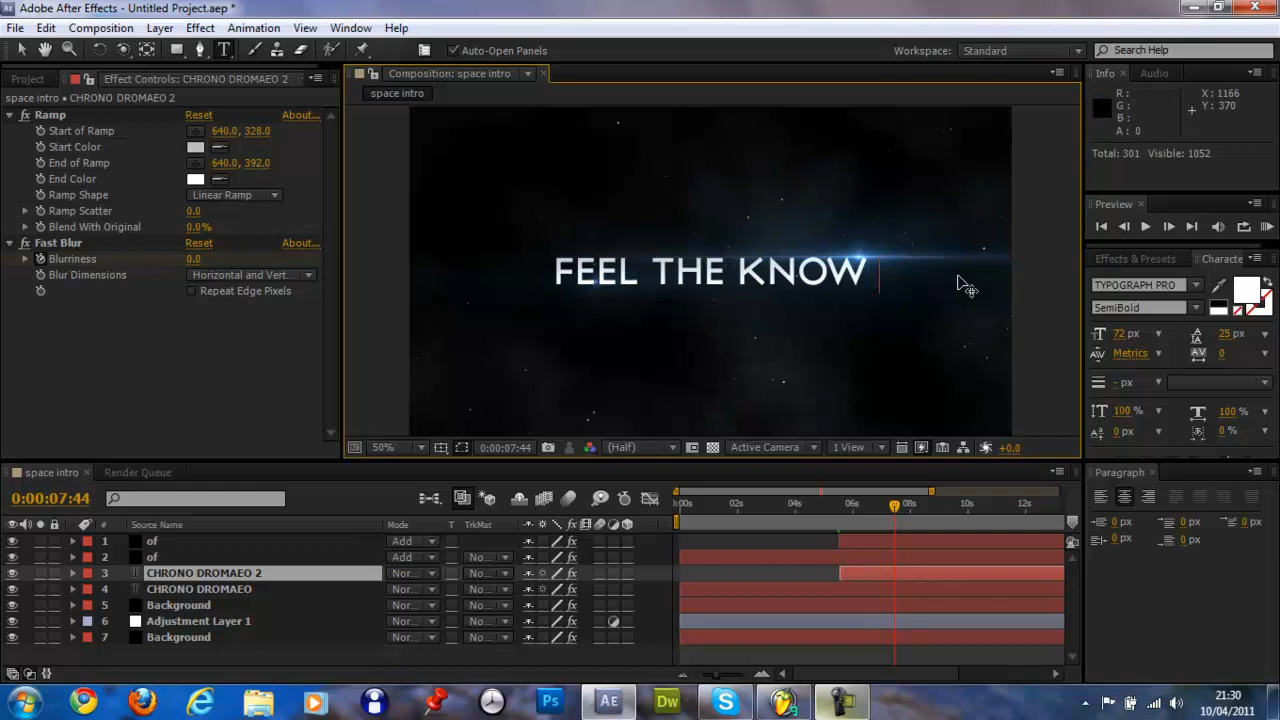 Adobe After Effects - Untitled Project.aep *
File Edit Composition Layer Effect Animation View Window Help
Auto-Open Panels
Workspace: Standard
Search Help
Project Effect Controls: CHRONO DROMAEO 2
Composition: space intro
Info Audio
space intro • CHRONO DROMAEO 2
space intro
R:
G:
B:
A: 0
X: 1166
Y: 370
Total: 301 Visible: 1052
fx Ramp Reset About...
Start of Ramp 640.0, 328.0
Start Color
End of Ramp 640.0, 392.0
End Color
Ramp Shape Linear Ramp
Ramp Scatter 0.0
Blend With Original 0.0%
fx Fast Blur Reset About...
Blurriness 0.0
Blur Dimensions Horizontal and Vert...
Repeat Edge Pixels
FEEL THE KNOW
Preview
Effects & Presets Characte
TYPOGRAPH PRO
SemiBold
72 px 25 px
Metrics 0
- px
100 % 100 %
0 px 0 %
50% 0:00:07:44 (Half) Active Camera 1 View +0.0
space intro Render Queue
Paragraph
0:00:07:44
:00s 02s 04s 06s 08s 10s 12s
# Source Name Mode T TrkMat
1 of Add
2 of Add No...
3 CHRONO DROMAEO 2 Nor... No...
4 CHRONO DROMAEO Nor... No...
5 Background Nor... No...
6 Adjustment Layer 1 Nor... No...
7 Background Nor... No...
0 px 0 px 0 px
0 px 0 px
Ps Ae Dw
21:30
10/04/2011